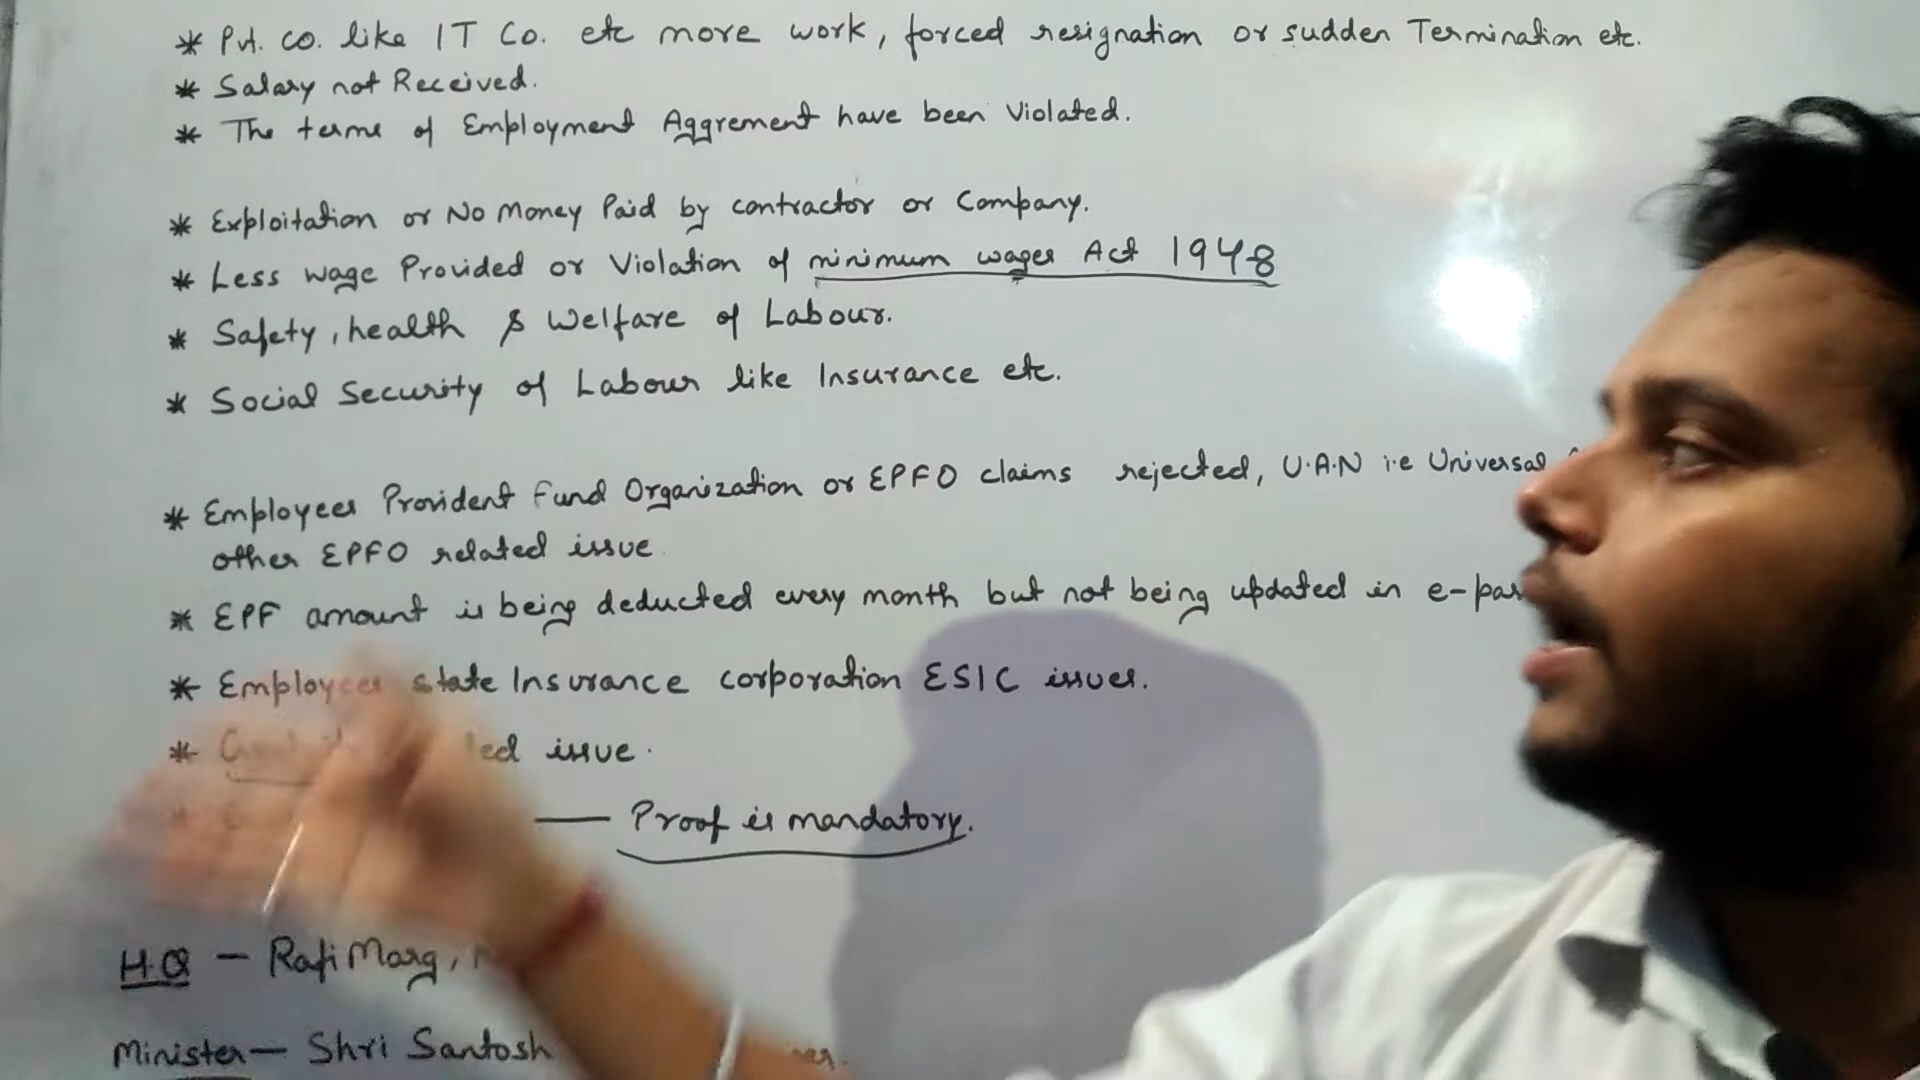 * Pvt. co. like IT Co. etc more work, forced resignation or sudden Termination etc.
* Salary not Received.
* The terms of Employment Aggrement have been Violated.
* Exploitation or No Money Paid by contractor or Company.
* Less wage Provided or Violation of minimum wages Act 1948
* Safety, health & Welfare of Labour.
* Social Security of Labour like Insurance etc.
* Employees Provident Fund Organization or EPFO claims rejected, U.A.N i.e Universal
other EPFO related issue
* EPF amount is being deducted every month but not being updated in e-pas
* Employees state Insurance corporation ESIC issues.
* issue.
* — Proof is mandatory.
H.Q — Rafi Marg,
Minister — Shri Santosh